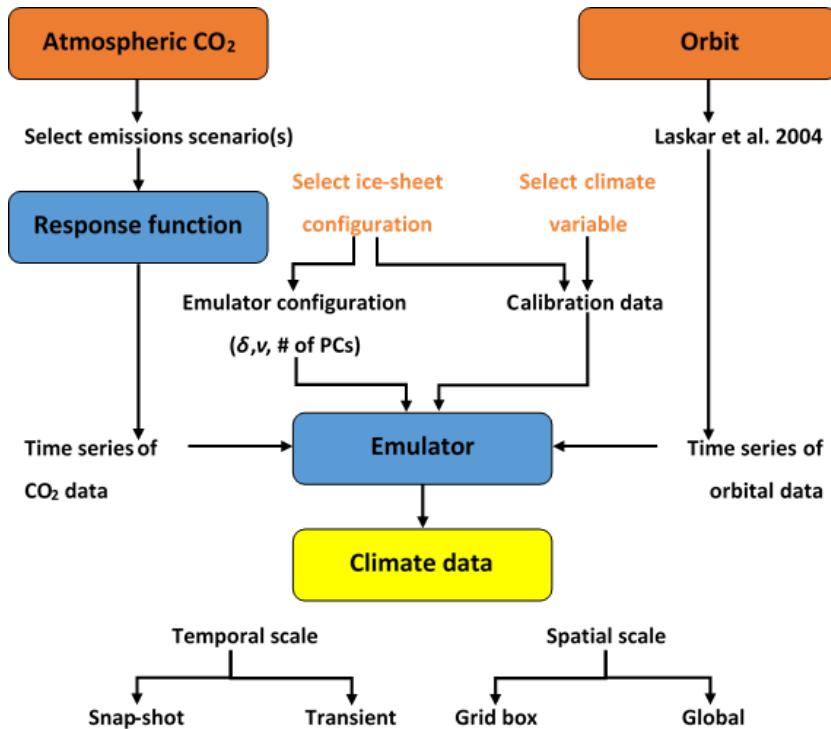 Atmospheric CO₂
Orbit
Select emissions scenario(s)
Laskar et al. 2004
Select ice-sheet
configuration
Select climate
variable
Response function
Emulator configuration
(δ,ν, # of PCs)
Calibration data
Time series of
CO₂ data
Emulator
Time series of
orbital data
Climate data
Temporal scale
Spatial scale
Snap-shot
Transient
Grid box
Global